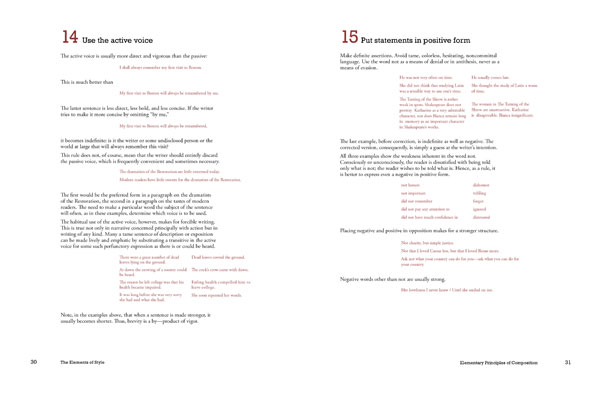 14 Use the active voice
The active voice is usually more direct and vigorous than the passive:
I shall always remember my first visit to Boston.
This is much better than
My first visit to Boston will always be remembered by me.
The latter sentence is less direct, less bold, and less concise. If the writer
tries to make it more concise by omitting "by me,"
My first visit to Boston will always be remembered,
it becomes indefinite: is it the writer or some undisclosed person or the
world at large that will always remember this visit?
This rule does not, of course, mean that the writer should entirely discard
the passive voice, which is frequently convenient and sometimes necessary.
The dramatists of the Restoration are little esteemed today.
Modern readers have little esteem for the dramatists of the Restoration.
The first would be the preferred form in a paragraph on the dramatists
of the Restoration, the second in a paragraph on the tastes of modern
readers. The need to make a particular word the subject of the sentence
will often, as in these examples, determine which voice is to be used.
The habitual use of the active voice, however, makes for forcible writing.
This is true not only in narrative concerned principally with action but in
writing of any kind. Many a tame sentence of description or exposition
can be made lively and emphatic by substituting a transitive in the active
voice for some such perfunctory expression as there is or could be heard.
There were a great number of dead
leaves lying on the ground.
Dead leaves covered the ground.
At dawn the crowing of a rooster could
be heard.
The cock's crow came with dawn.
The reason he left college was that his
health became impaired.
Failing health compelled him to
leave college.
It was long before she was very sorry
she had said what she had.
She soon repented her words.
Note, in the examples above, that when a sentence is made stronger, it
usually becomes shorter. Thus, brevity is a by—product of vigor.
30
The Elements of Style
15 Put statements in positive form
Make definite assertions. Avoid tame, colorless, hesitating, noncommittal
language. Use the word not as a means of denial or in antithesis, never as a
means of evasion.
He was not very often on time.
He usually comes late.
She did not think that studying Latin
was a sensible way to use one's time.
She thought the study of Latin a waste
of time.
The Taming of the Shrew is rather
weak in spots. Shakespeare does not
portray Katharine as a very admirable
character, nor does Bianca remain long
in memory as an important character
in Shakespeare's works.
The women in The Taming of the
Shrew are unattractive. Katharine
is disagreeable, Bianca insignificant.
The last example, before correction, is indefinite as well as negative. The
corrected version, consequently, is simply a guess at the writer's intention.
All three examples show the weakness inherent in the word not.
Consciously or unconsciously, the reader is dissatisfied with being told
only what is not; the reader wishes to be told what is. Hence, as a rule, it
is better to express even a negative in positive form.
not honest
dishonest
not important
trifling
did not remember
forgot
did not pay any attention to
ignored
did not have much confidence in
distrusted
Placing negative and positive in opposition makes for a stronger structure.
Not charity, but simple justice.
Not that I loved Caesar less, but that I loved Rome more.
Ask not what your country can do for you—ask what you can do for
your country.
Negative words other than not are usually strong.
Elementary Principles of Composition
31